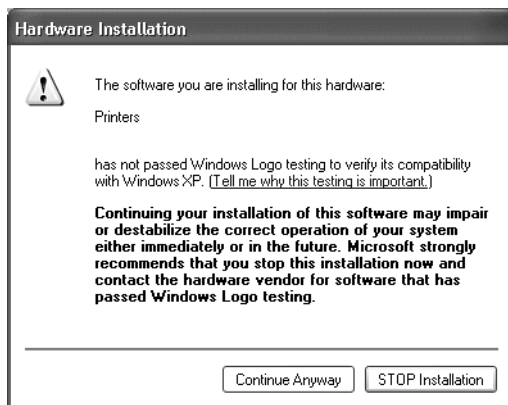 Hardware Installation
The software you are installing for this hardware:
Printers
has not passed Windows Logo testing to verify its compatibility
with Windows XP. (Tell me why this testing is important.)
Continuing your installation of this software may impair
or destabilize the correct operation of your system
either immediately or in the future. Microsoft strongly
recommends that you stop this installation now and
contact the hardware vendor for software that has
passed Windows Logo testing.
Continue Anyway
STOP Installation